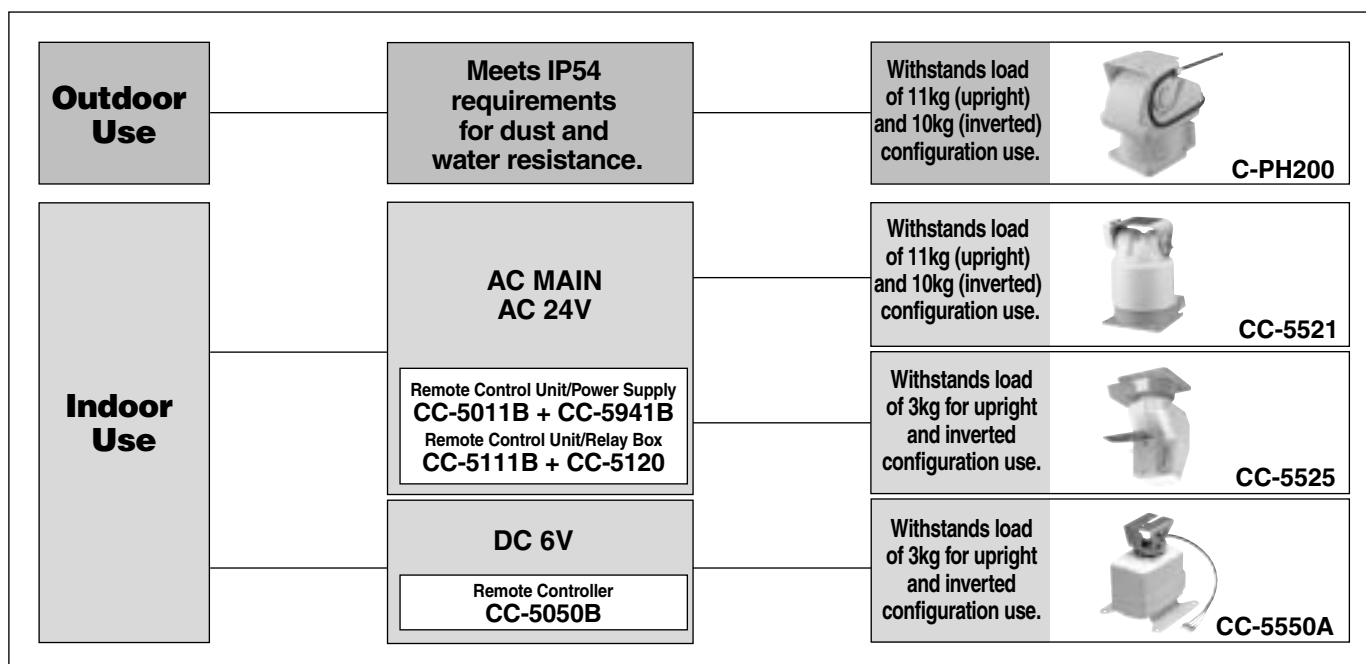 Outdoor
Use
Meets IP54
requirements
for dust and
water resistance.
Withstands load
of 11kg (upright)
and 10kg (inverted)
configuration use.
C-PH200
Indoor
Use
AC MAIN
AC 24V
Remote Control Unit/Power Supply
CC-5011B + CC-5941B
Remote Control Unit/Relay Box
CC-5111B + CC-5120
Withstands load
of 11kg (upright)
and 10kg (inverted)
configuration use.
CC-5521
Withstands load
of 3kg for upright
and inverted
configuration use.
CC-5525
DC 6V
Remote Controller
CC-5050B
Withstands load
of 3kg for upright
and inverted
configuration use.
CC-5550A